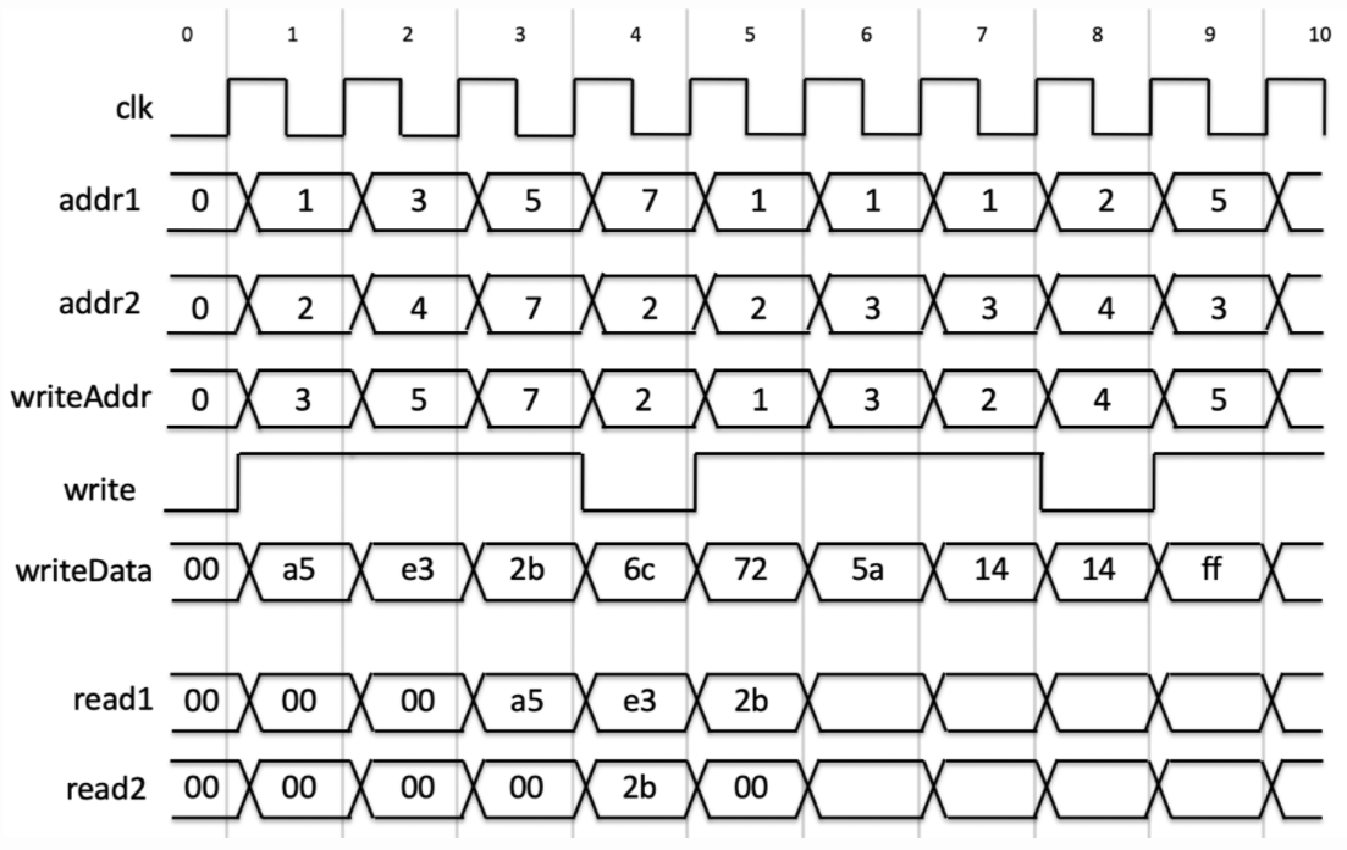 0 1 2 3 4 5 6 7 8 9 10
clk
addr1 0 1 3 5 7 1 1 1 2 5
addr2 0 2 4 7 2 2 3 3 4 3
writeAddr 0 3 5 7 2 1 3 2 4 5
write
writeData 00 a5 e3 2b 6c 72 5a 14 14 ff
read1 00 00 00 a5 e3 2b
read2 00 00 00 00 2b 00